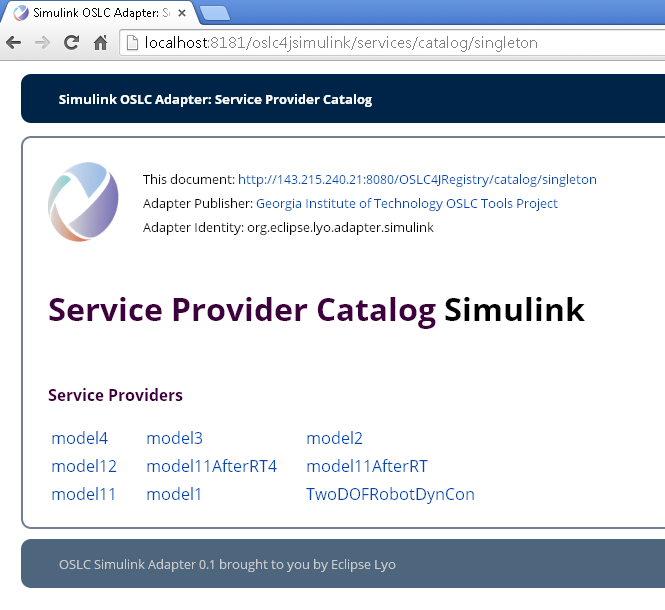 Simulink OSLC Adapter: S
localhost:8181/oslc4jsimulink/services/catalog/singleton
Simulink OSLC Adapter: Service Provider Catalog
This document: http://143.215.240.21:8080/OSLC4JRegistry/catalog/singleton
Adapter Publisher: Georgia Institute of Technology OSLC Tools Project
Adapter Identity: org.eclipse.lyo.adapter.simulink
Service Provider Catalog Simulink
Service Providers
model4 model3 model2
model12 model11AfterRT4 model11AfterRT
model11 model1 TwoDOFRobotDynCon
OSLC Simulink Adapter 0.1 brought to you by Eclipse Lyo